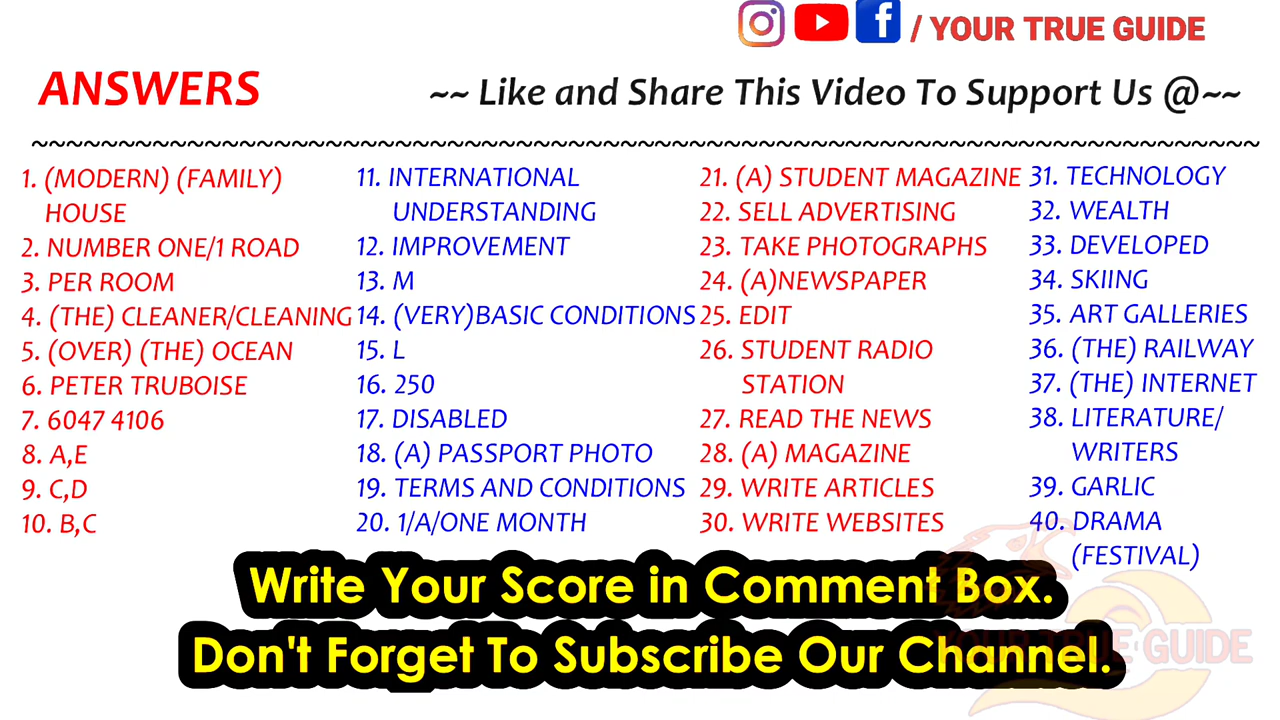 / YOUR TRUE GUIDE
ANSWERS
~~ Like and Share This Video To Support Us @~~
~~~~~~~~~~~~~~~~~~~~~~~~~~~~~~~~~~~~~~~~~~~~~~~~~~~~~~~~~~~~~~~~~~~~~~~
1. (MODERN) (FAMILY)
HOUSE
2. NUMBER ONE/1 ROAD
3. PER ROOM
4. (THE) CLEANER/CLEANING
5. (OVER) (THE) OCEAN
6. PETER TRUBOISE
7. 6047 4106
8. A,E
9. C,D
10. B,C
11. INTERNATIONAL
UNDERSTANDING
12. IMPROVEMENT
13. M
14. (VERY)BASIC CONDITIONS
15. L
16. 250
17. DISABLED
18. (A) PASSPORT PHOTO
19. TERMS AND CONDITIONS
20. 1/A/ONE MONTH
21. (A) STUDENT MAGAZINE
22. SELL ADVERTISING
23. TAKE PHOTOGRAPHS
24. (A)NEWSPAPER
25. EDIT
26. STUDENT RADIO
STATION
27. READ THE NEWS
28. (A) MAGAZINE
29. WRITE ARTICLES
30. WRITE WEBSITES
31. TECHNOLOGY
32. WEALTH
33. DEVELOPED
34. SKIING
35. ART GALLERIES
36. (THE) RAILWAY
37. (THE) INTERNET
38. LITERATURE/
WRITERS
39. GARLIC
40. DRAMA
(FESTIVAL)
Write Your Score in Comment Box.
Don't Forget To Subscribe Our Channel.
YOUR TRUE GUIDE